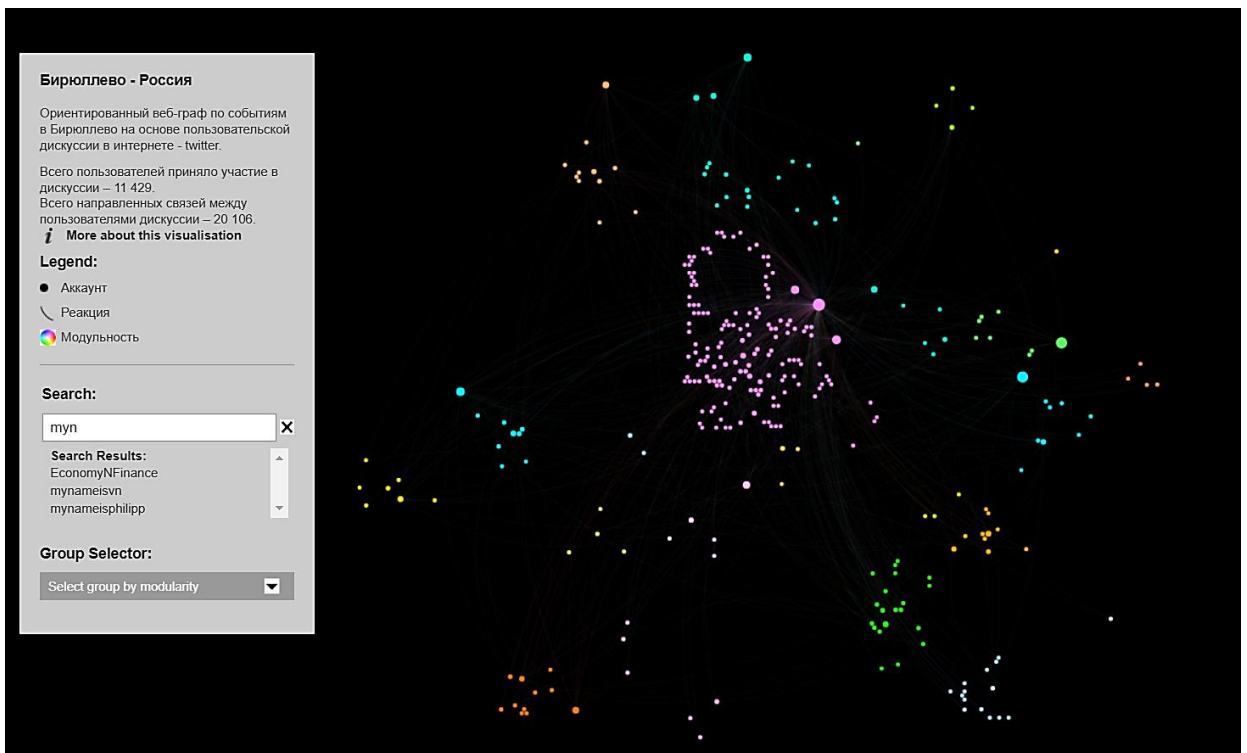 Бирюллево - Россия
Ориентированный веб-граф по событиям
в Бирюллево на основе пользовательской
дискуссии в интернете - twitter.
Всего пользователей приняло участие в
дискуссии – 11 429.
Всего направленных связей между
пользователями дискуссии – 20 106.
i More about this visualisation
Legend:
Аккаунт
Реакция
Модульность
Search:
myn
Search Results:
EconomyNFinance
mynameisvn
mynameisphilipp
Group Selector:
Select group by modularity